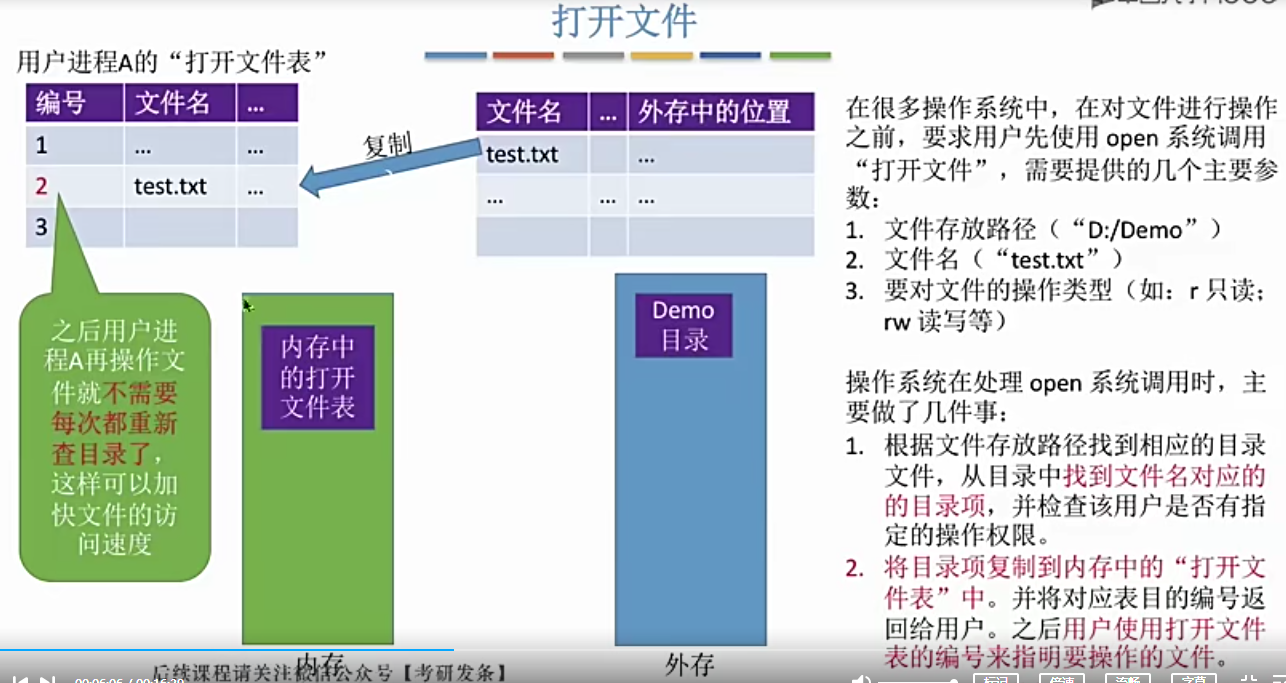 打开文件
用户进程A的“打开文件表”
编号 文件名 ...
1 ... ...
2 test.txt ...
3
复制
文件名 ... 外存中的位置
test.txt ...
... ... ...
之后用户进
程A再操作文
件就不需要
每次都重新
查目录了，
这样可以加
快文件的访
问速度
内存中
的打开
文件表
内存
Demo
目录
外存
在很多操作系统中，在对文件进行操作
之前，要求用户先使用 open 系统调用
“打开文件”，需要提供的几个主要参
数：
1. 文件存放路径（“D:/Demo”）
2. 文件名（“test.txt”）
3. 要对文件的操作类型（如：r 只读；
rw 读写等）
操作系统在处理 open 系统调用时，主
要做了几件事：
1. 根据文件存放路径找到相应的目录
文件，从目录中找到文件名对应的
的目录项，并检查该用户是否有指
定的操作权限。
2. 将目录项复制到内存中的“打开文
件表”中。并将对应表目的编号返
回给用户。之后用户使用打开文件
表的编号来指明要操作的文件。
后续课程请关注微信公众号【考研发条】